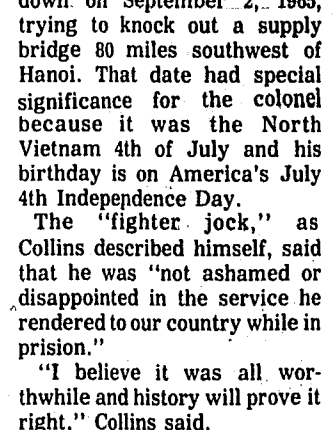 down on September 2, 1965,
trying to knock out a supply
bridge 80 miles southwest of
Hanoi. That date had special
significance for the colonel
because it was the North
Vietnam 4th of July and his
birthday is on America's July
4th Independence Day.
The "fighter jock," as
Collins described himself, said
that he was "not ashamed or
disappointed in the service he
rendered to our country while in
prision."
"I believe it was all wor-
thwhile and history will prove it
right," Collins said.